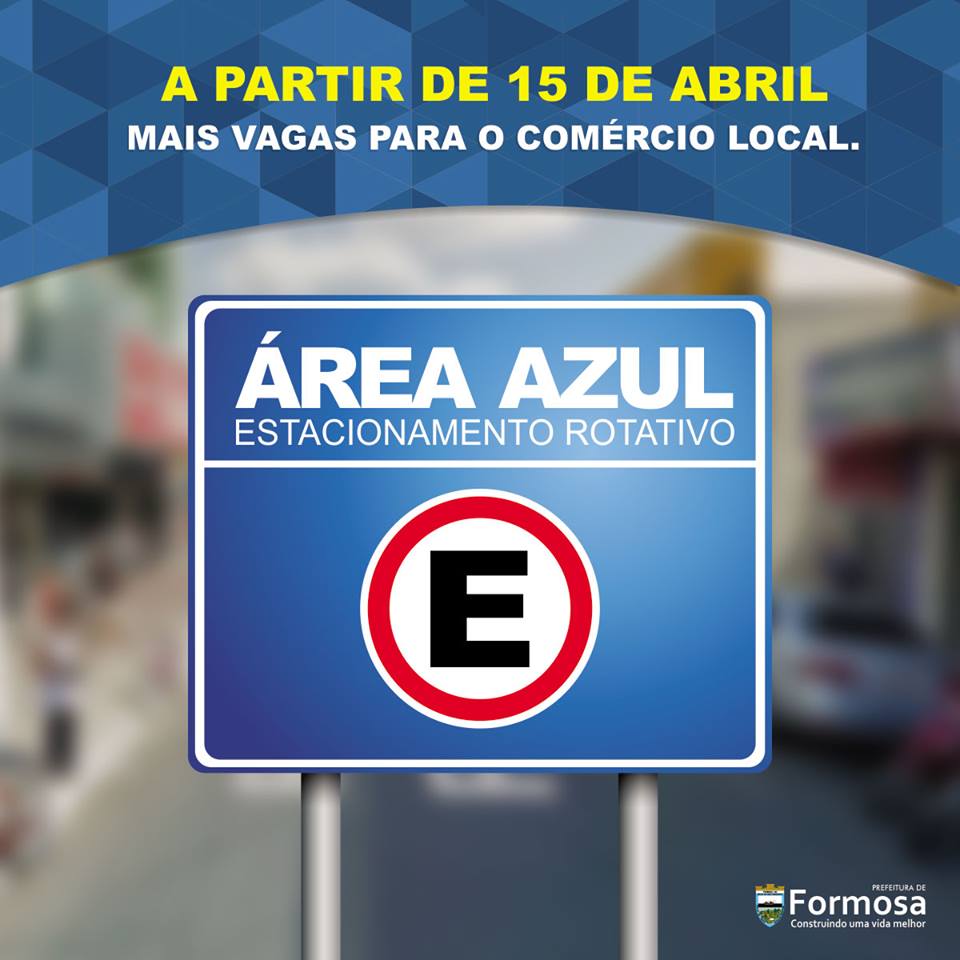 A PARTIR DE 15 DE ABRIL
MAIS VAGAS PARA O COMÉRCIO LOCAL.
ÁREA AZUL
ESTACIONAMENTO ROTATIVO
E
PREFEITURA DE
Formosa
Construindo uma vida melhor